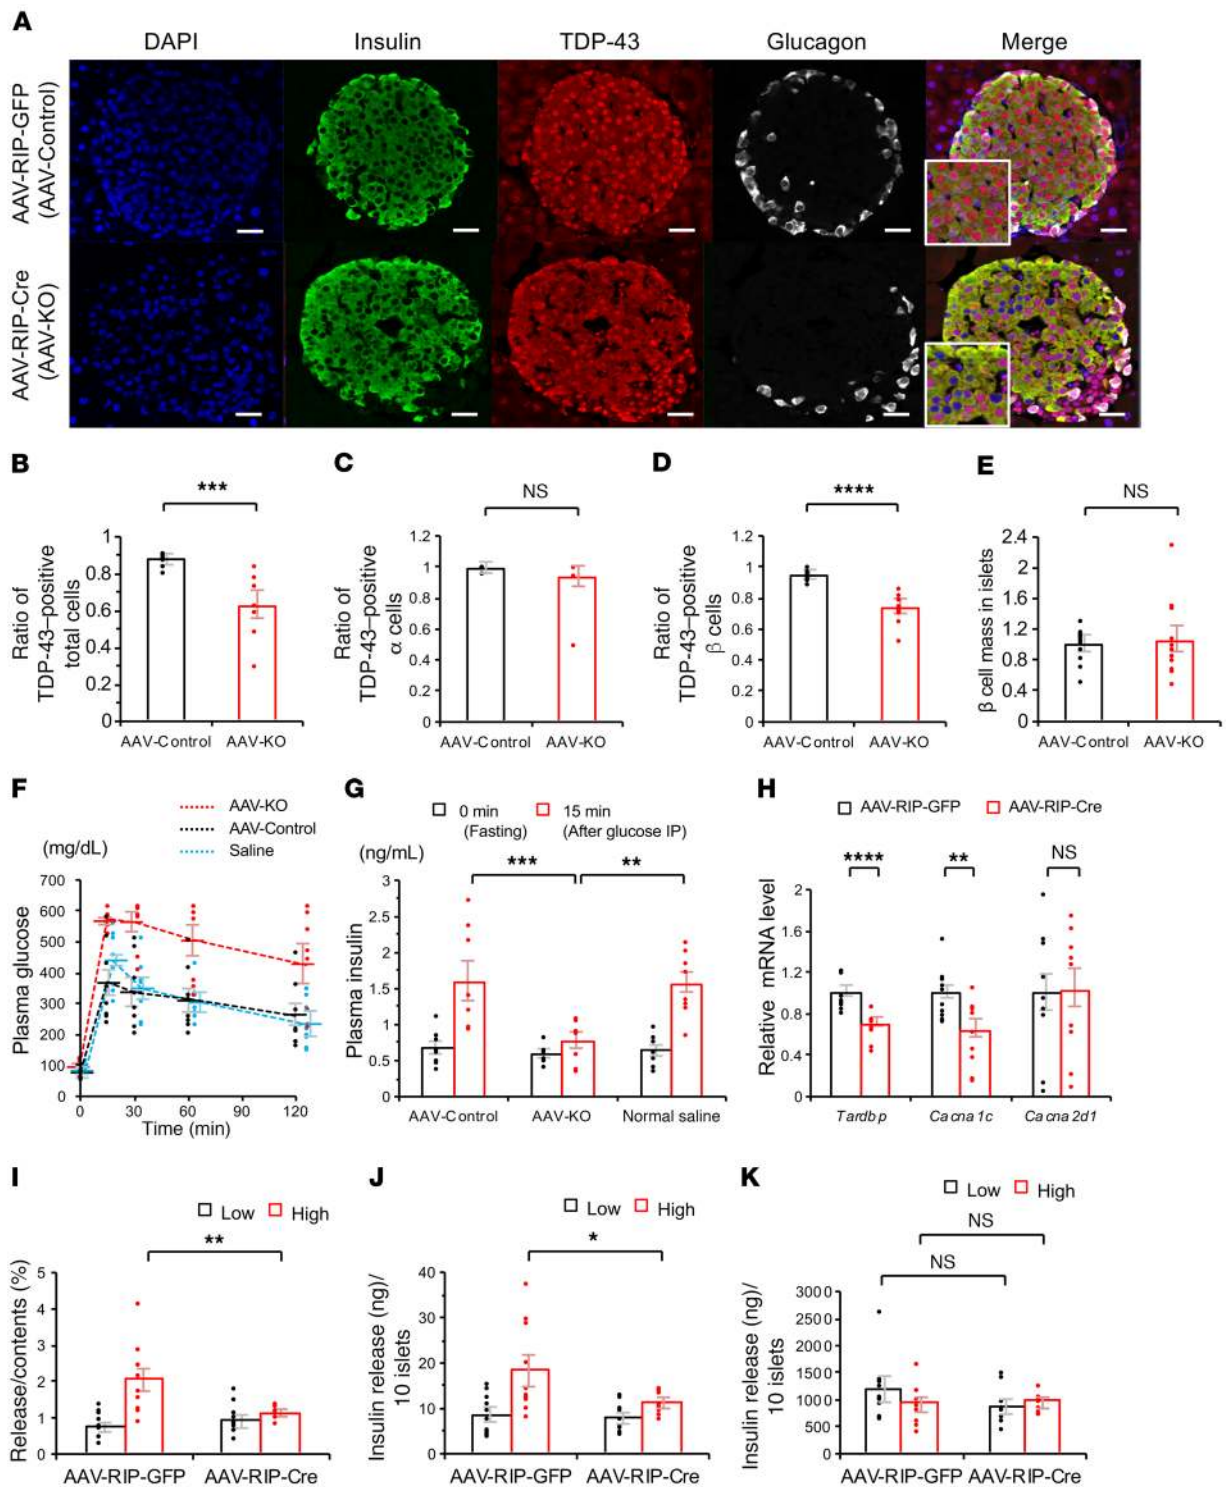 A
DAPI Insulin TDP-43 Glucagon Merge
AAV-RIP-GFP
(AAV-Control)
AAV-RIP-Cre
(AAV-KO)
B
***
Ratio of
TDP-43–positive
total cells
1
0.8
0.6
0.4
0.2
0
AAV-Control AAV-KO
C
NS
Ratio of
TDP-43–positive
α cells
1.2
1
0.8
0.6
0.4
0.2
0
AAV-Control AAV-KO
D
****
Ratio of
TDP-43–positive
β cells
1.2
1
0.8
0.6
0.4
0.2
0
AAV-Control AAV-KO
E
NS
β cell mass in islets
2.4
2
1.6
1.2
0.8
0.4
0
AAV-Control AAV-KO
F
AAV-KO
AAV-Control
Saline
(mg/dL)
Plasma glucose
700
600
500
400
300
200
100
0
0 30 60 90 120
Time (min)
G
0 min
(Fasting)
15 min
(After glucose IP)
(ng/mL)
*** **
Plasma insulin
3
2.5
2
1.5
1
0.5
0
AAV-Control AAV-KO Normal saline
H
AAV-RIP-GFP AAV-RIP-Cre
**** ** NS
Relative mRNA level
2
1.6
1.2
0.8
0.4
0
Tardbp Cacna1c Cacna2d1
I
Low High
**
Release/contents (%)
5
4
3
2
1
0
AAV-RIP-GFP AAV-RIP-Cre
J
Low High
*
Insulin release (ng)/
10 islets
40
30
20
10
0
AAV-RIP-GFP AAV-RIP-Cre
K
Low High
NS
NS
Insulin release (ng)/
10 islets
3000
2500
2000
1500
1000
500
0
AAV-RIP-GFP AAV-RIP-Cre